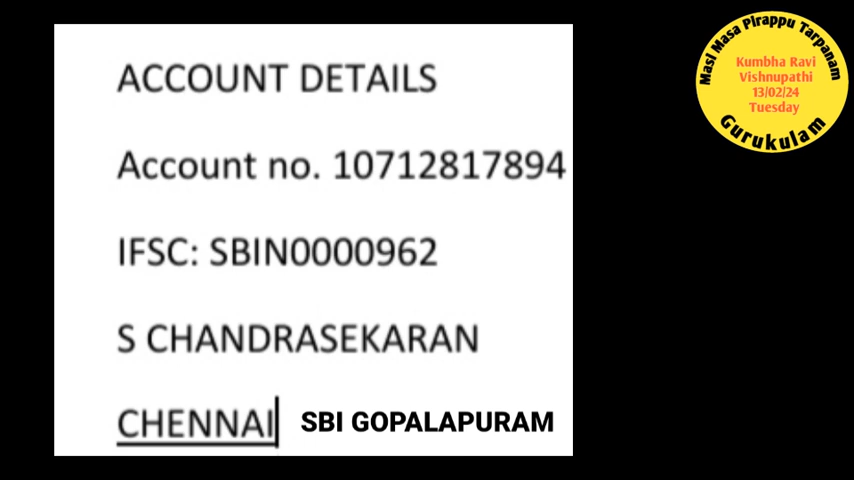 ACCOUNT DETAILS
Account no. 10712817894
IFSC: SBIN0000962
S CHANDRASEKARAN
CHENNAI SBI GOPALAPURAM
Masi Masa Pirappu Tarpanam
Kumbha Ravi
Vishnupathi
13/02/24
Tuesday
Gurukulam